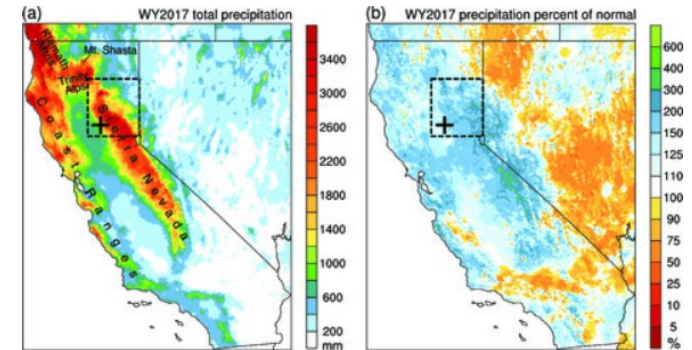 (a) WY2017 total precipitation
Klamath
Mtns
Mt. Shasta
Trinity
Alps
Coast Ranges
Sierra Nevada
3400
3000
2600
2200
1800
1400
1000
600
200
mm
(b) WY2017 precipitation percent of normal
600
400
200
150
125
110
100
90
75
50
25
10
5
%